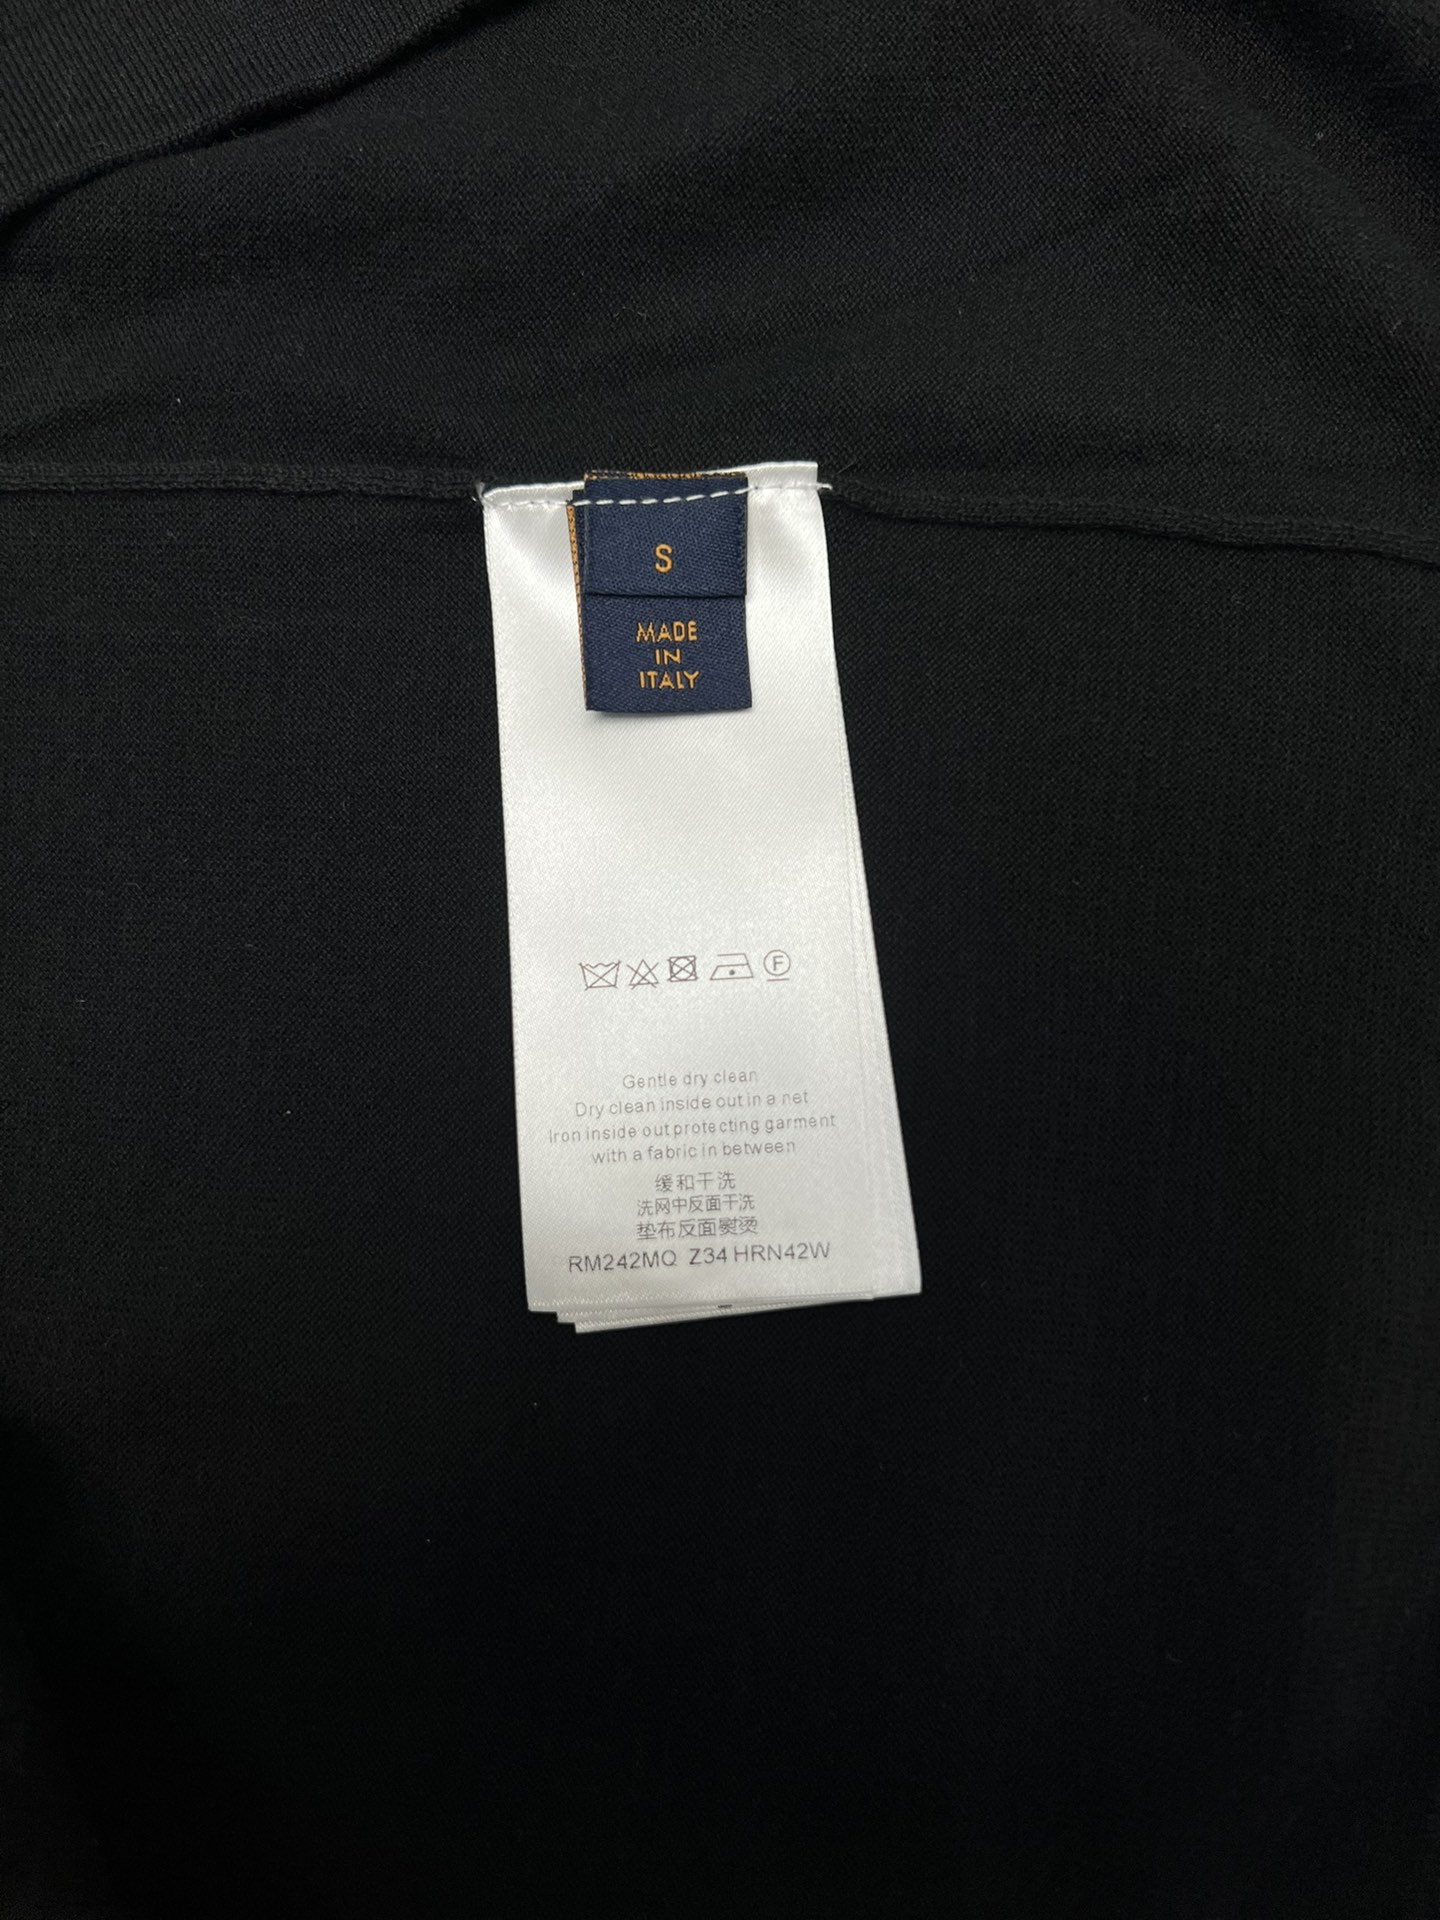 S
MADE
IN
ITALY
F
Gentle dry clean
Dry clean inside out in a net
Iron inside out protecting garment
with a fabric in between
缓和干洗
洗网中反面干洗
垫布反面熨烫
RM242MQ Z34 HRN42W